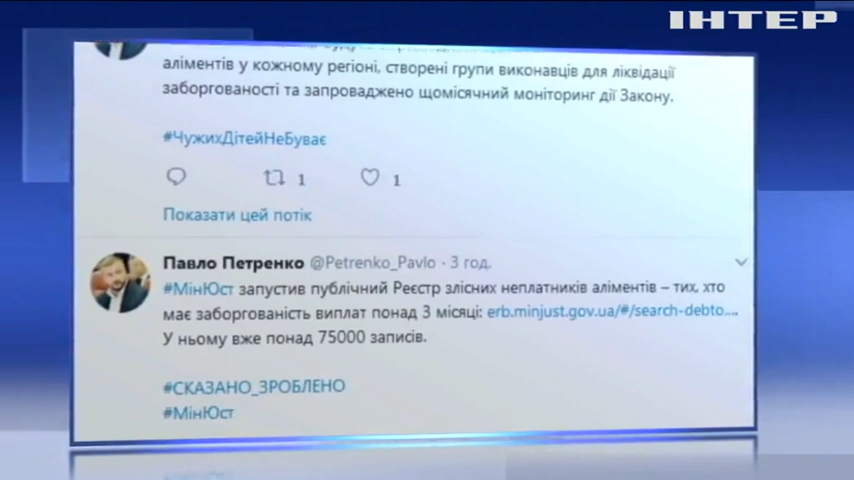 ІНТЕР
аліментів у кожному регіоні, створені групи виконавців для ліквідації
заборгованості та запроваджено щомісячний моніторинг дії Закону.
#ЧужихДітейНеБуває
1 1
Показати цей потік
Павло Петренко @Petrenko_Pavlo · 3 год.
#МінЮст запустив публічний Реєстр злісних неплатників аліментів – тих, хто
має заборгованість виплат понад 3 місяці: erb.minjust.gov.ua/#/search-debto....
У ньому вже понад 75000 записів.
#СКАЗАНО_ЗРОБЛЕНО
#МінЮст